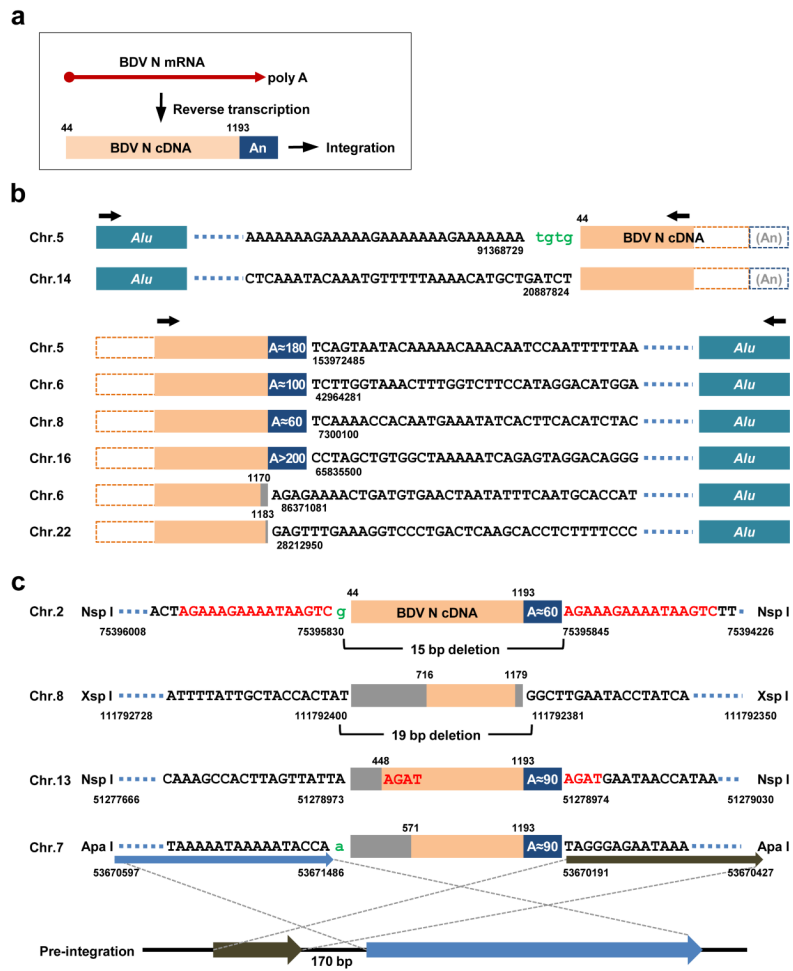 a
BDV N mRNA
poly A
Reverse transcription
44 1193
BDV N cDNA An Integration
b
44
Chr.5 Alu AAAAAAAGAAAAAGAAAAAAAGAAAAAAA tgtg BDV N cDNA (An)
91368729
Chr.14 Alu CTCAAATACAAATGTTTTTAAAACATGCTGATCT (An)
20887824
Chr.5 A≈180 TCAGTAATACAAAAACAAACAATCCAATTTTTAA Alu
153972485
Chr.6 A≈100 TCTTGGTAAACTTTGGTCTTCCATAGGACATGGA Alu
42964281
Chr.8 A≈60 TCAAAACCACAATGAAATATCACTTCACATCTAC Alu
7300100
Chr.16 A>200 CCTAGCTGTGGCTAAAAATCAGAGTAGGACAGGG Alu
65835500
1170
Chr.6 AGAGAAAACTGATGTGAACTAATATTTCAATGCACCAT Alu
86371081
1183
Chr.22 GAGTTTGAAAGGTCCCTGACTCAAGCACCTCTTTTCCC Alu
28212950
c
44 1193
Chr.2 Nsp I ACTAGAAAGAAAATAAGTC g BDV N cDNA A≈60 AGAAAGAAAATAAGTCTT Nsp I
75396008 75395830 75395845 75394226
15 bp deletion
716 1179
Chr.8 Xsp I ATTTTATTGCTACCACTAT GGCTTGAATACCTATCA Xsp I
111792728 111792400 111792381 111792350
19 bp deletion
448 1193
Chr.13 Nsp I CAAAGCCACTTAGTTATTA AGAT A≈90 AGATGAATAACCATAA Nsp I
51277666 51278973 51278974 51279030
571 1193
Chr.7 Apa I TAAAAATAAAAATACCA a A≈90 TAGGGAGAATAAA Apa I
53670597 53671486 53670191 53670427
Pre-integration
170 bp